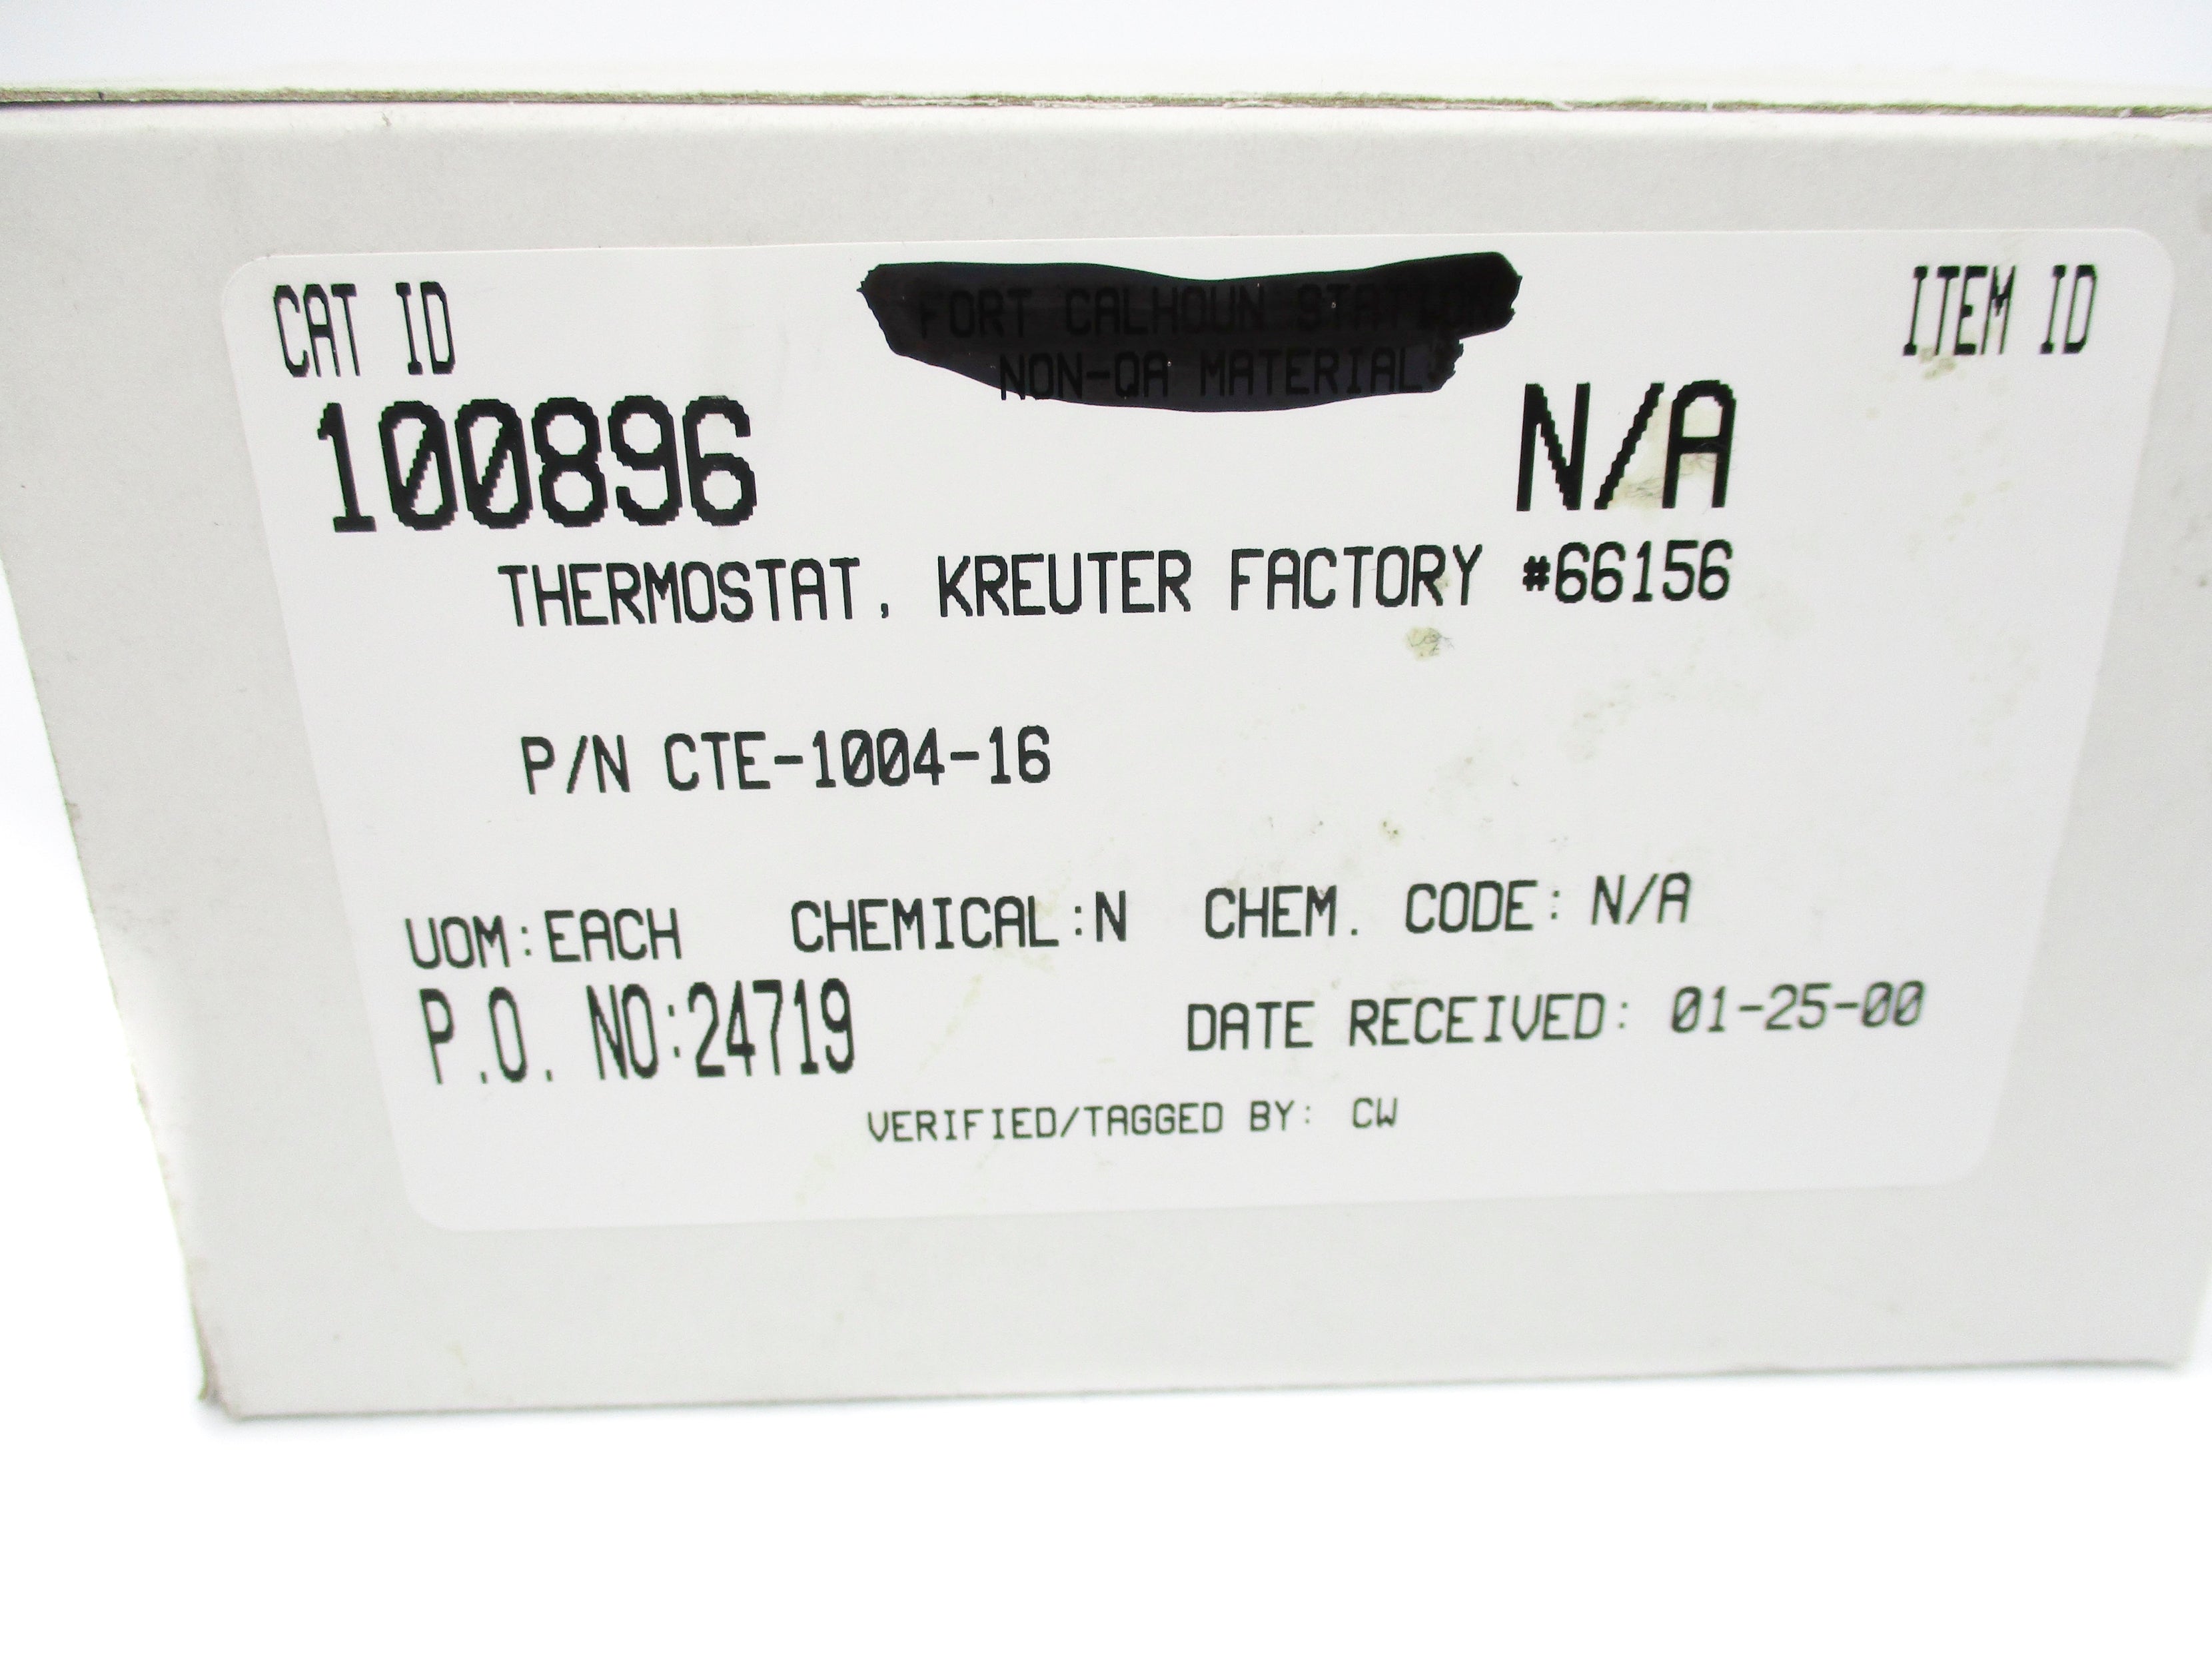 CAT ID
FORT CALHOUN STATION
NON-QA MATERIAL
ITEM ID
100896
N/A
THERMOSTAT, KREUTER FACTORY #66156
P/N CTE-1004-16
UOM:EACH CHEMICAL:N CHEM. CODE: N/A
P.O. NO:24719 DATE RECEIVED: 01-25-00
VERIFIED/TAGGED BY: CW